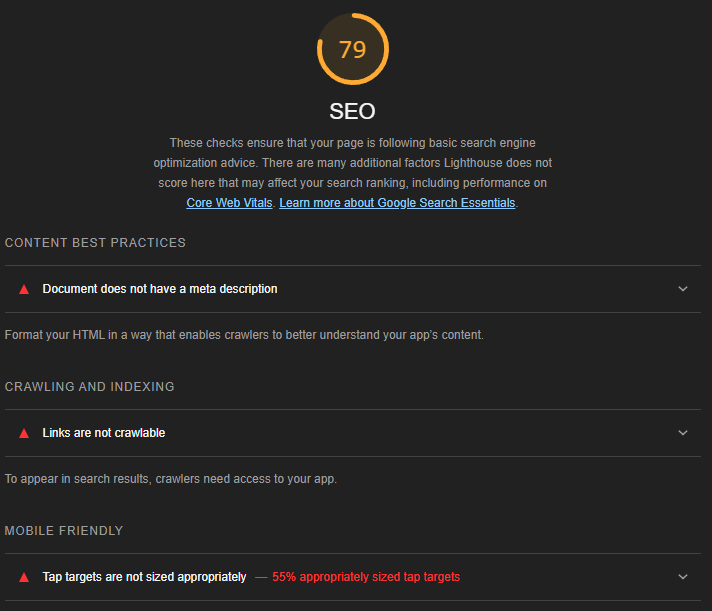 79
SEO
These checks ensure that your page is following basic search engine
optimization advice. There are many additional factors Lighthouse does not
score here that may affect your search ranking, including performance on
Core Web Vitals. Learn more about Google Search Essentials.
CONTENT BEST PRACTICES
Document does not have a meta description
Format your HTML in a way that enables crawlers to better understand your app's content.
CRAWLING AND INDEXING
Links are not crawlable
To appear in search results, crawlers need access to your app.
MOBILE FRIENDLY
Tap targets are not sized appropriately — 55% appropriately sized tap targets